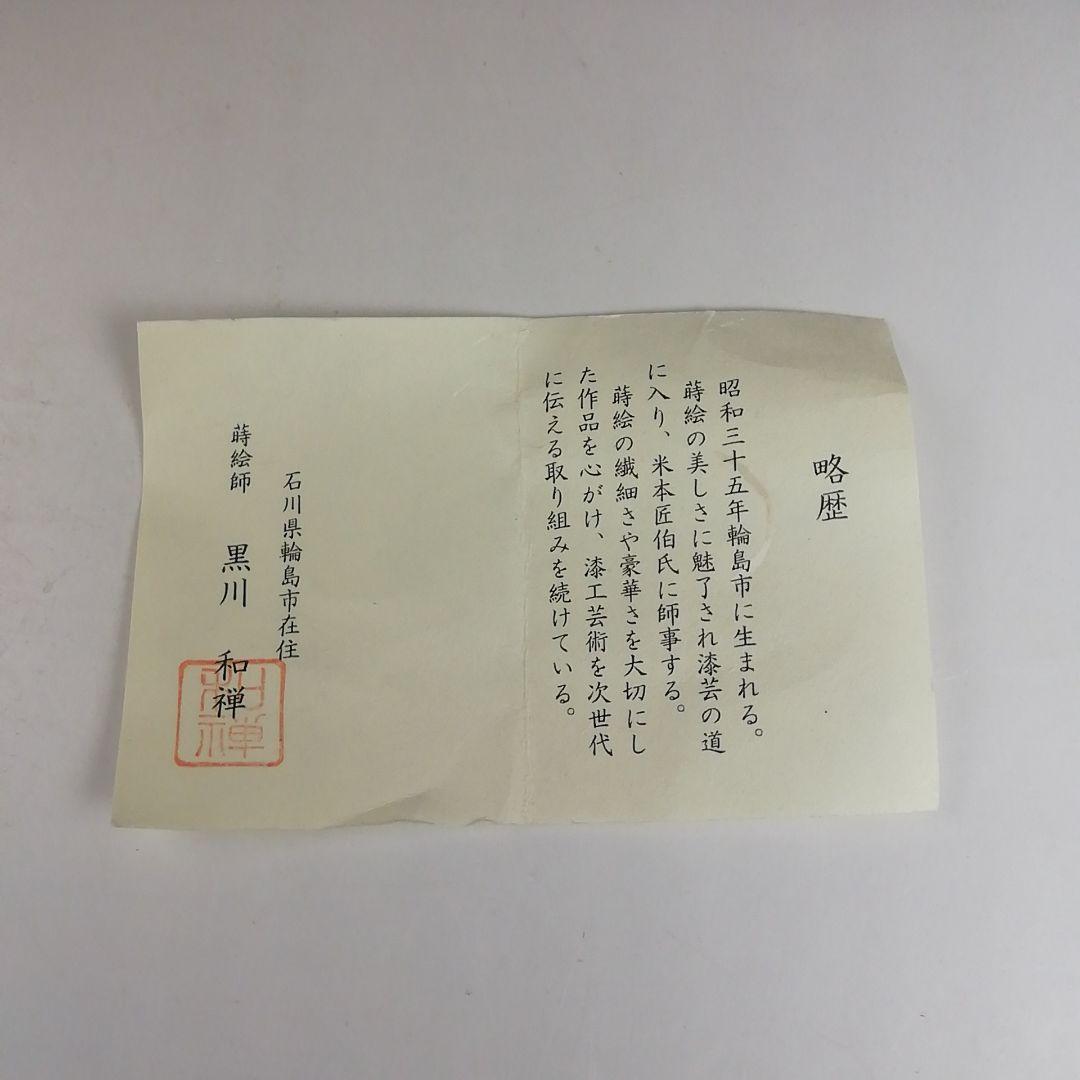 略歴
昭和三十五年輪島市に生まれる。
蒔絵の美しさに魅了され漆芸の道
に入り、米本匠伯氏に師事する。
蒔絵の繊細さや豪華さを大切にし
た作品を心がけ、漆工芸術を次世代
に伝える取り組みを続けている。
石川県輪島市在住
蒔絵師 黒川 和禅
和禅